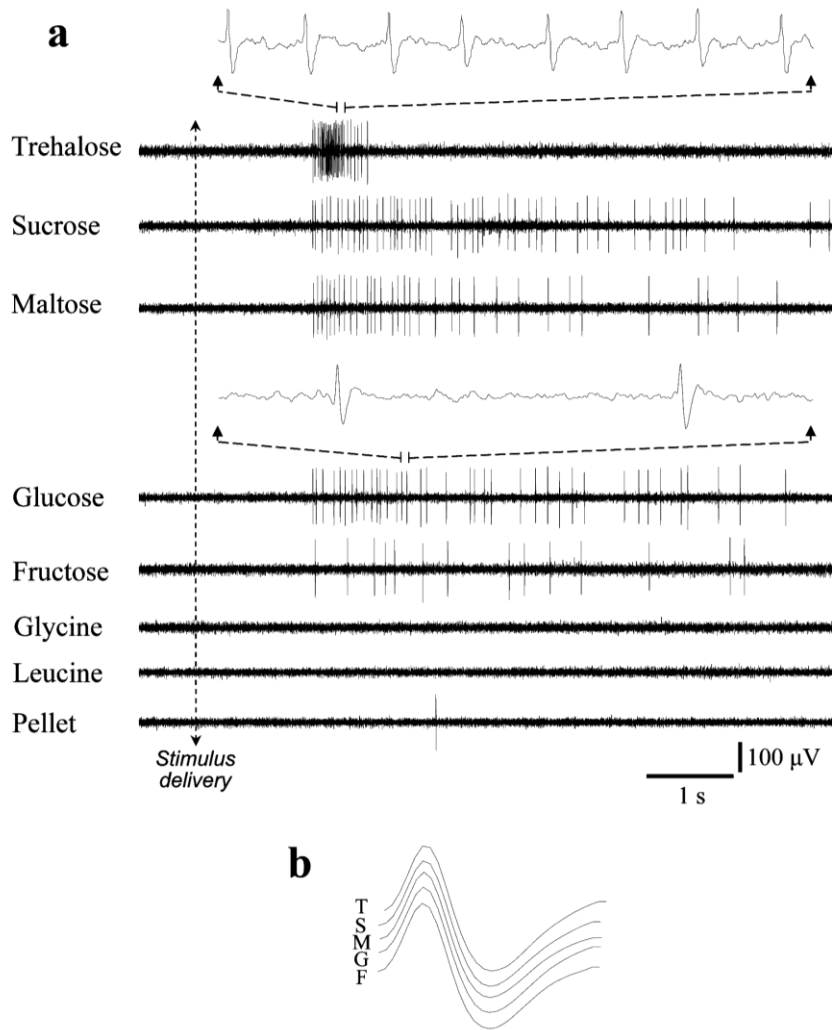 a
Trehalose
Sucrose
Maltose
Glucose
Fructose
Glycine
Leucine
Pellet
Stimulus
delivery
100 μV
1 s
b
T
S
M
G
F